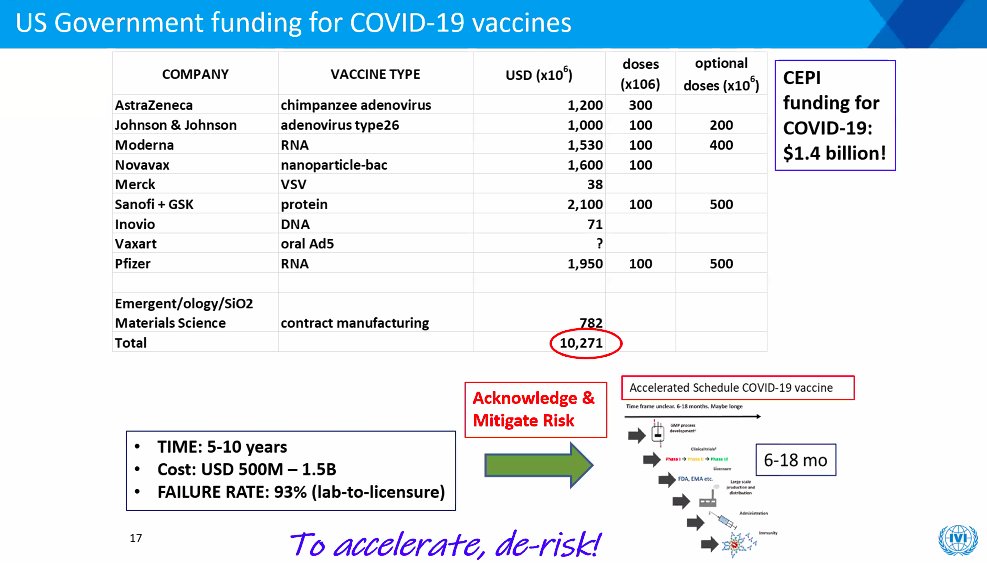 US Government funding for COVID-19 vaccines
COMPANY VACCINE TYPE USD (x10⁶) doses (x106) optional doses (x10⁶)
AstraZeneca chimpanzee adenovirus 1,200 300
Johnson & Johnson adenovirus type26 1,000 100 200
Moderna RNA 1,530 100 400
Novavax nanoparticle-bac 1,600 100
Merck VSV 38
Sanofi + GSK protein 2,100 100 500
Inovio DNA 71
Vaxart oral Ad5 ?
Pfizer RNA 1,950 100 500
Emergent/ology/SiO2
Materials Science contract manufacturing 782
Total 10,271
CEPI
funding for
COVID-19:
$1.4 billion!
Acknowledge &
Mitigate Risk
• TIME: 5-10 years
• Cost: USD 500M – 1.5B
• FAILURE RATE: 93% (lab-to-licensure)
Accelerated Schedule COVID-19 vaccine
Time frame unclear. 6-18 months. Maybe longe
GMP process
development
Clinical trials
Phase I → Phase II → Phase III
licensure
FDA, EMA etc.
Large scale
production and
distribution
Administration
Immunity
6-18 mo
17
To accelerate, de-risk!
IVI